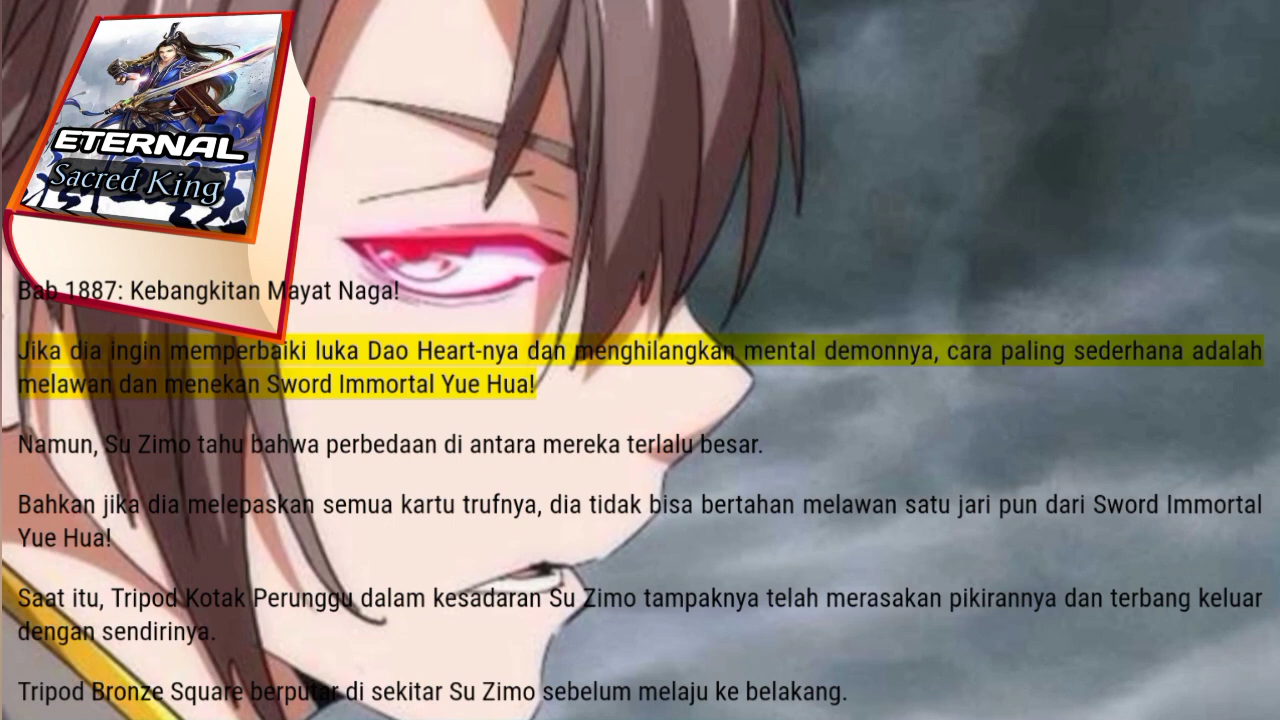 ETERNAL
Sacred King
Bab 1887: Kebangkitan Mayat Naga!
Jika dia ingin memperbaiki luka Dao Heart-nya dan menghilangkan mental demonnya, cara paling sederhana adalah
melawan dan menekan Sword Immortal Yue Hua!
Namun, Su Zimo tahu bahwa perbedaan di antara mereka terlalu besar.
Bahkan jika dia melepaskan semua kartu trufnya, dia tidak bisa bertahan melawan satu jari pun dari Sword Immortal
Yue Hua!
Saat itu, Tripod Kotak Perunggu dalam kesadaran Su Zimo tampaknya telah merasakan pikirannya dan terbang keluar
dengan sendirinya.
Tripod Bronze Square berputar di sekitar Su Zimo sebelum melaju ke belakang.